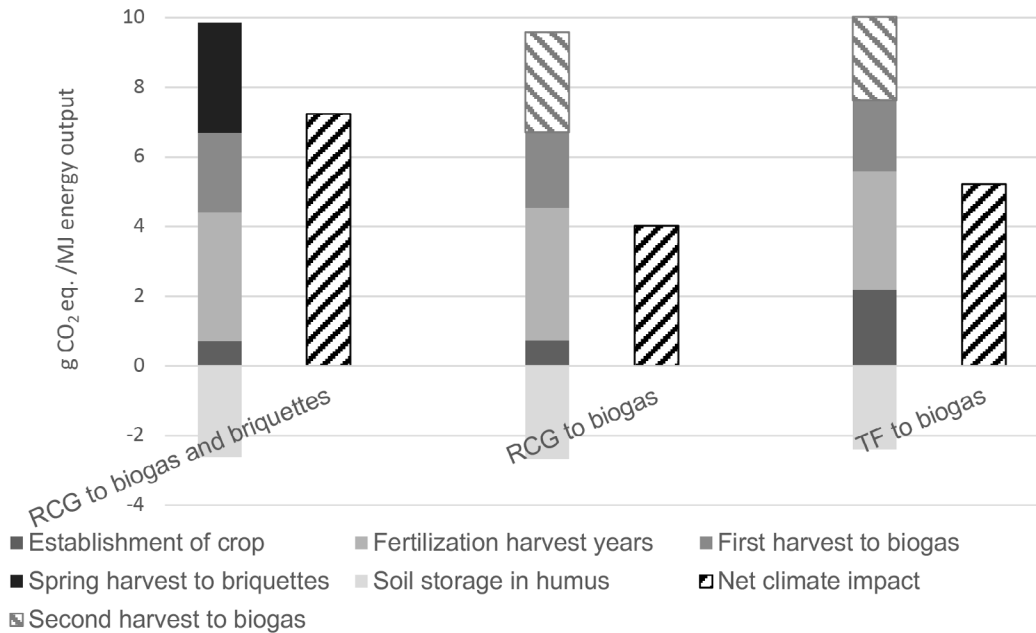 10
8
6
4
2
0
-2
-4
g CO₂ eq. /MJ energy output
RCG to biogas and briquettes
RCG to biogas
TF to biogas
Establishment of crop
Fertilization harvest years
First harvest to biogas
Spring harvest to briquettes
Soil storage in humus
Net climate impact
Second harvest to biogas